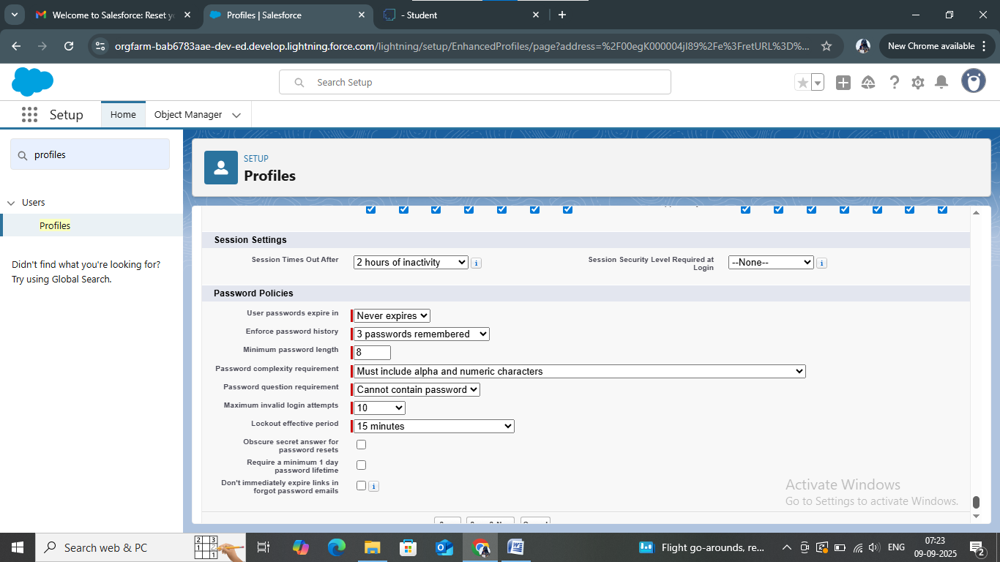 Welcome to Salesforce: Reset yo
Profiles | Salesforce
- Student
orgfarm-bab6783aae-dev-ed.develop.lightning.force.com/lightning/setup/EnhancedProfiles/page?address=%2F00egK000004jI89%2Fe%3FretURL%3D%...
New Chrome available
Search Setup
Setup
Home
Object Manager
profiles
Users
Profiles
Didn't find what you're looking for?
Try using Global Search.
SETUP
Profiles
Session Settings
Session Times Out After
2 hours of inactivity
Session Security Level Required at
Login
--None--
Password Policies
User passwords expire in
Never expires
Enforce password history
3 passwords remembered
Minimum password length
8
Password complexity requirement
Must include alpha and numeric characters
Password question requirement
Cannot contain password
Maximum invalid login attempts
10
Lockout effective period
15 minutes
Obscure secret answer for
password resets
Require a minimum 1 day
password lifetime
Don't immediately expire links in
forgot password emails
Activate Windows
Go to Settings to activate Windows.
Search web & PC
Flight go-arounds, re...
ENG
07:23
09-09-2025
2